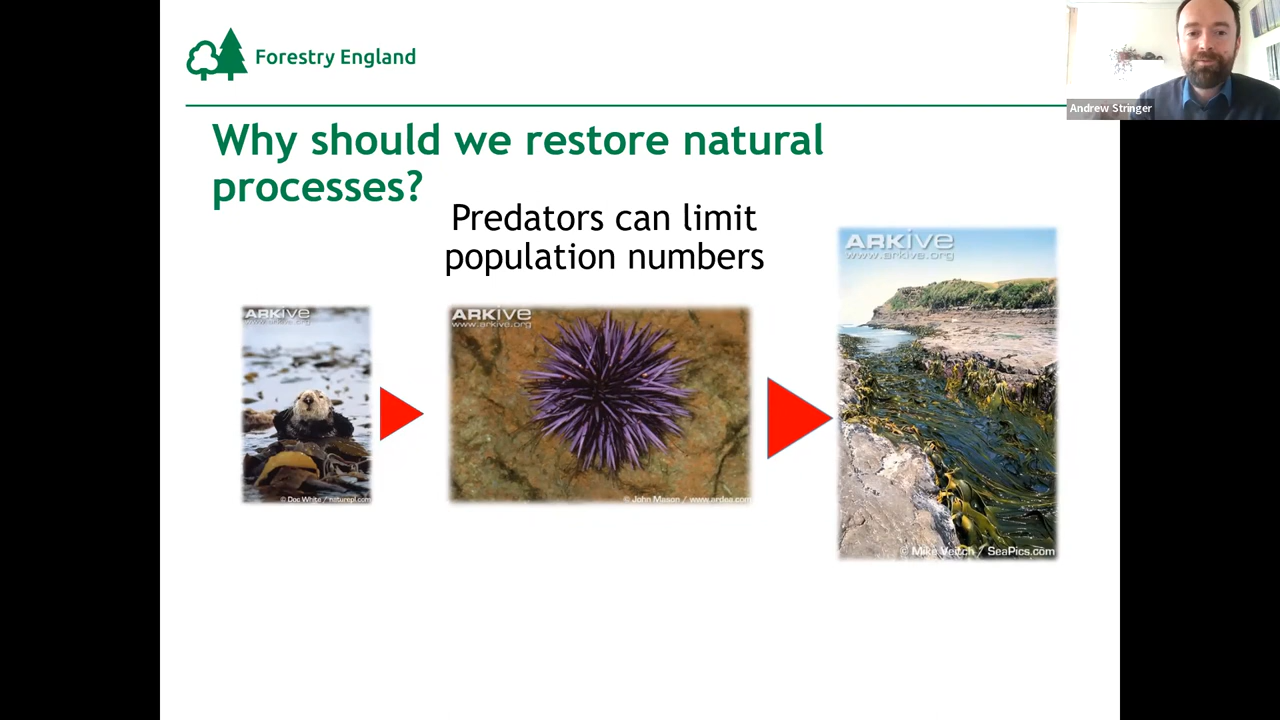 Forestry England
Andrew Stringer
Why should we restore natural
processes?
Predators can limit
population numbers
ARKive
www.arkive.org
© Doc White / naturepl.com
ARKive
www.arkive.org
© John Mason / www.ardea.com
ARKive
www.arkive.org
© Mike Veitch / SeaPics.com